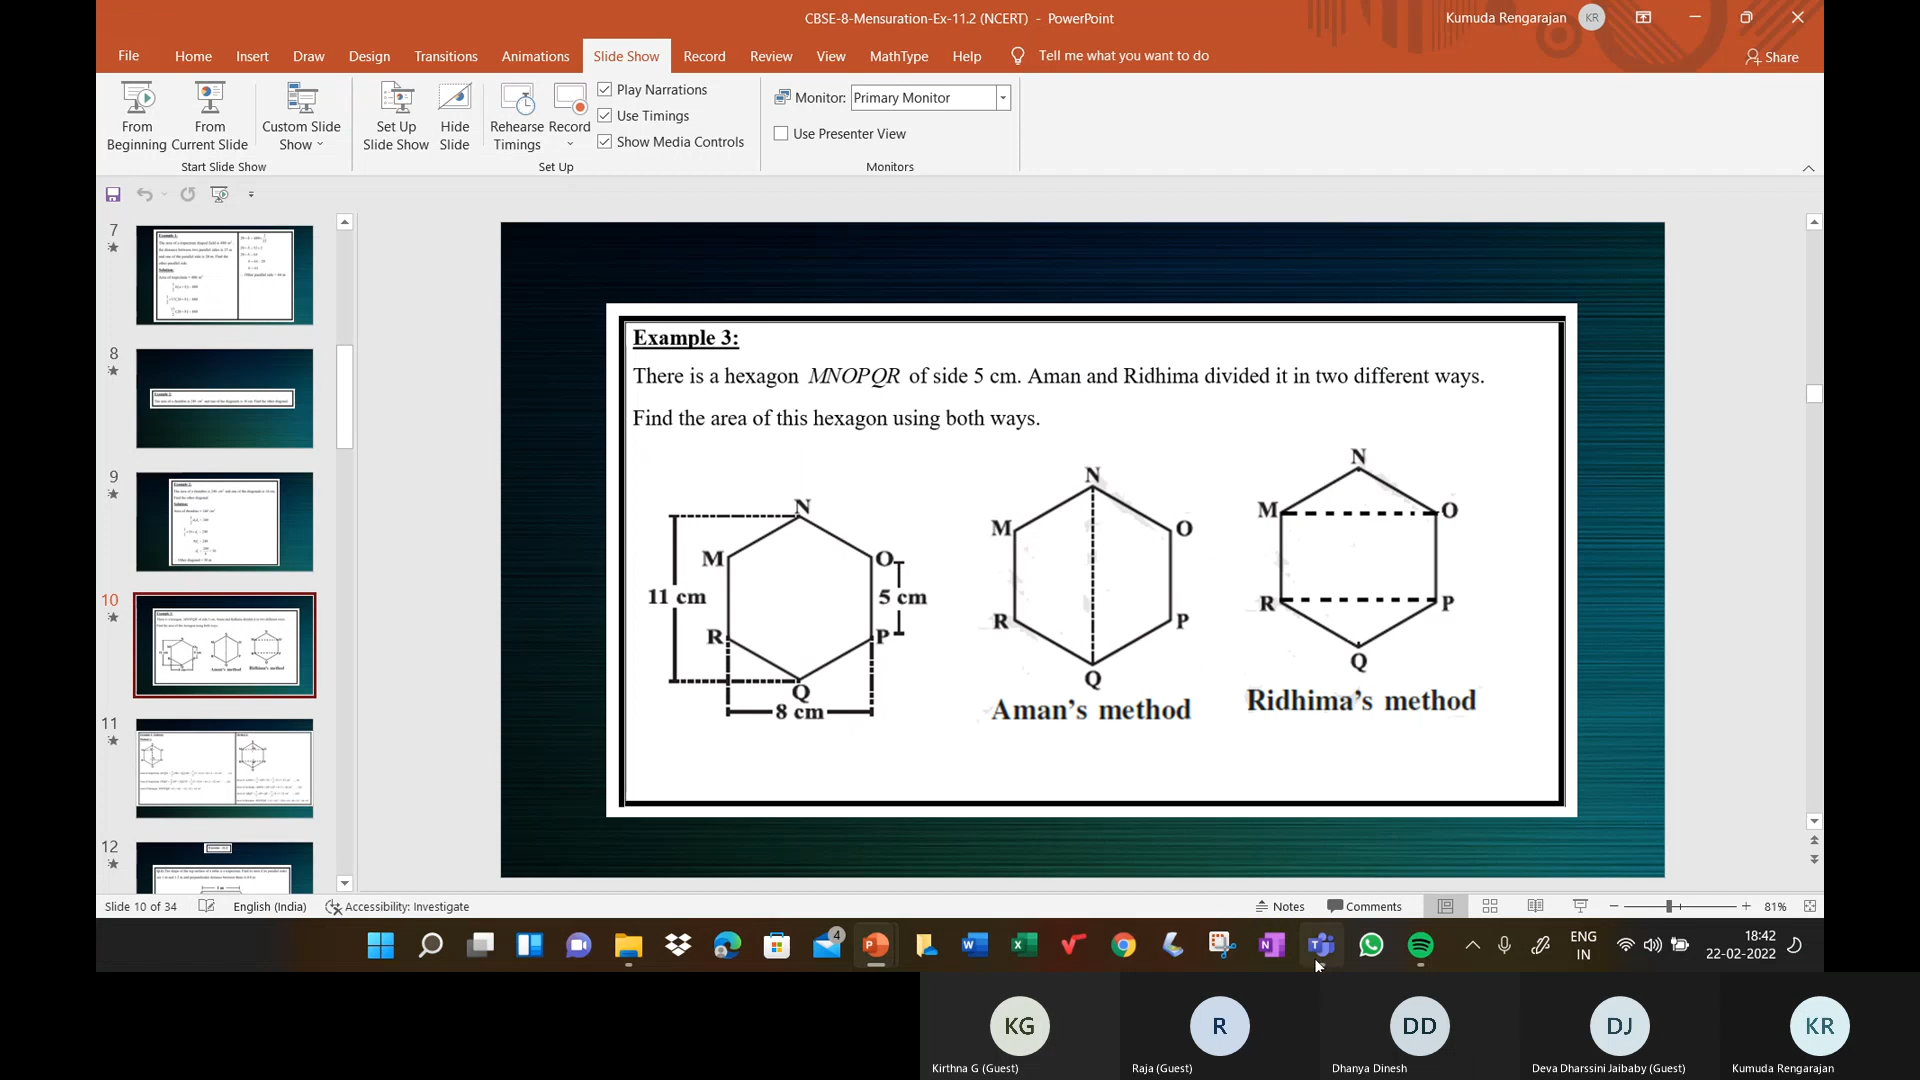 CBSE-8-Mensuration-Ex-11.2 (NCERT) - PowerPoint
Kumuda Rengarajan KR
File Home Insert Draw Design Transitions Animations Slide Show Record Review View MathType Help Tell me what you want to do Share
From Beginning
From Current Slide
Custom Slide Show
Set Up Slide Show
Hide Slide
Rehearse Timings
Record
Play Narrations
Use Timings
Show Media Controls
Monitor: Primary Monitor
Use Presenter View
Start Slide Show
Set Up
Monitors
7
8
9
10
11
12
Example 3:
There is a hexagon MNOPQR of side 5 cm. Aman and Ridhima divided it in two different ways.
Find the area of this hexagon using both ways.
N
M O
11 cm 5 cm
R P
Q
8 cm
N
M O
R P
Q
Aman's method
N
M O
R P
Q
Ridhima's method
Slide 10 of 34 English (India) Accessibility: Investigate Notes Comments 81%
4
ENG
IN
18:42
22-02-2022
KG R DD DJ KR
Kirthna G (Guest) Raja (Guest) Dhanya Dinesh Deva Dharssini Jaibaby (Guest) Kumuda Rengarajan